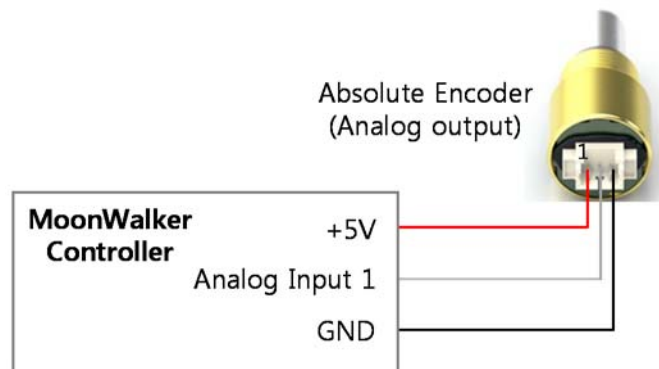 Absolute Encoder
(Analog output)
1
MoonWalker
Controller
+5V
Analog Input 1
GND